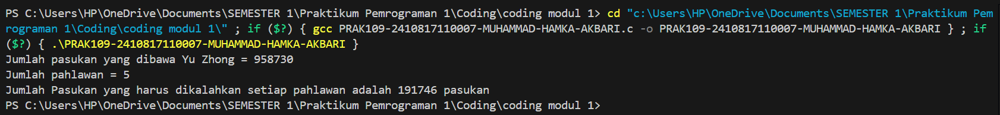 PS C:\Users\HP\OneDrive\Documents\SEMESTER 1\Praktikum Pemrograman 1\Coding\coding modul 1> cd "c:\Users\HP\OneDrive\Documents\SEMESTER 1\Praktikum Pem
rograman 1\Coding\coding modul 1\" ; if ($?) { gcc PRAK109-2410817110007-MUHAMMAD-HAMKA-AKBARI.c -o PRAK109-2410817110007-MUHAMMAD-HAMKA-AKBARI } ; if
($?) { .\PRAK109-2410817110007-MUHAMMAD-HAMKA-AKBARI }
Jumlah pasukan yang dibawa Yu Zhong = 958730
Jumlah pahlawan = 5
Jumlah Pasukan yang harus dikalahkan setiap pahlawan adalah 191746 pasukan
PS C:\Users\HP\OneDrive\Documents\SEMESTER 1\Praktikum Pemrograman 1\Coding\coding modul 1>